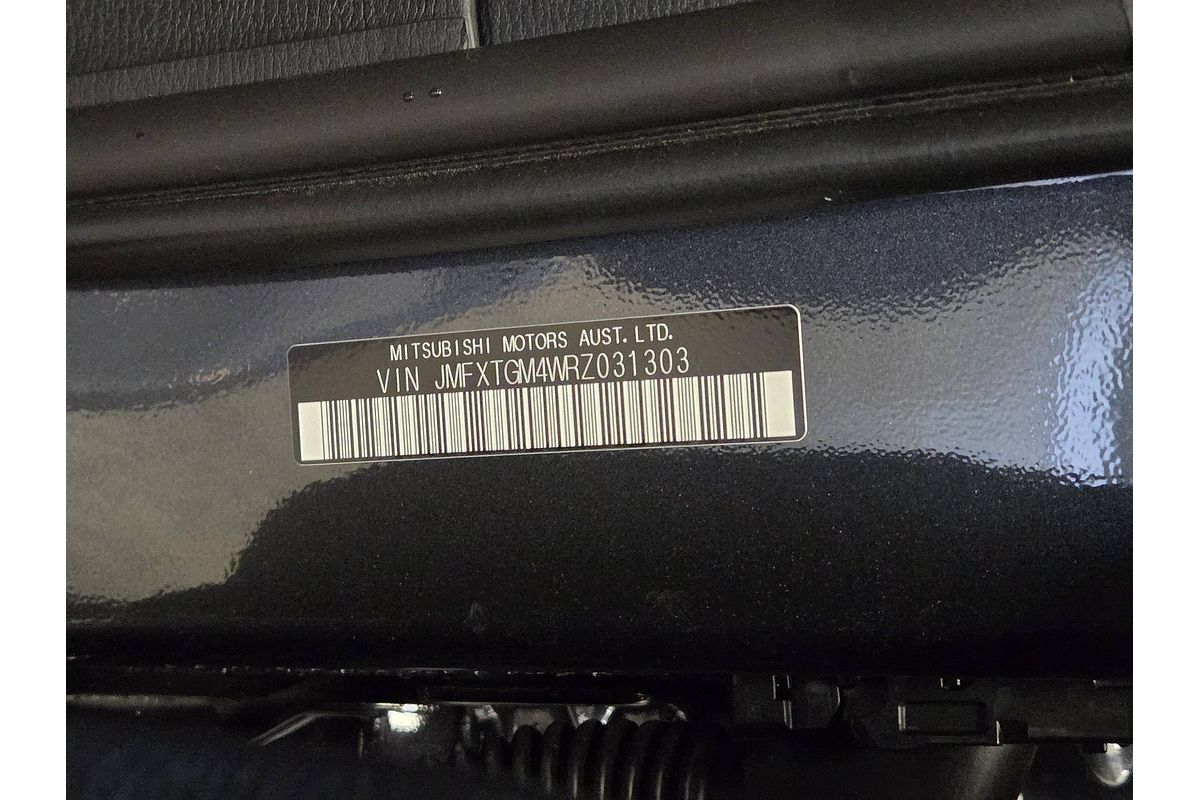 MITSUBISHI MOTORS AUST. LTD.
VIN JMFXTGM4WRZ031303